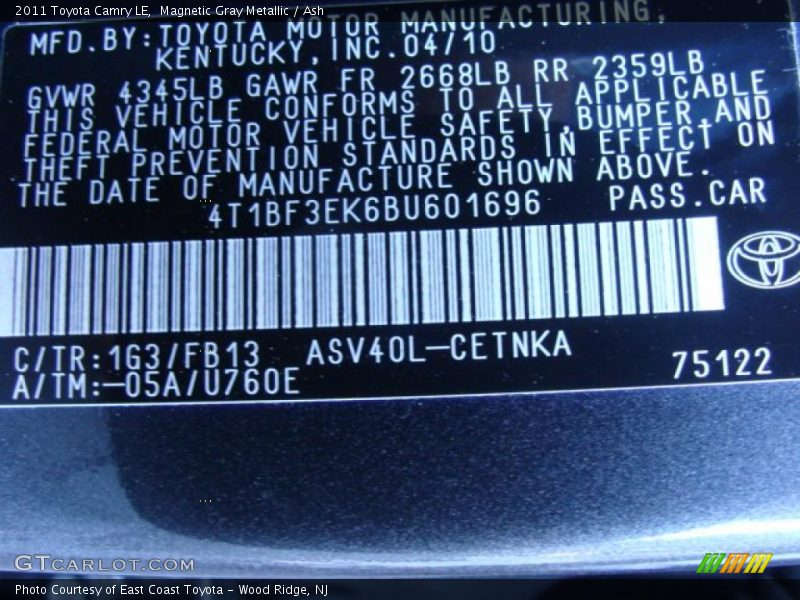 2011 Toyota Camry LE,  Magnetic Gray Metallic / Ash
MFD.BY:TOYOTA MOTOR MANUFACTURING,
KENTUCKY,INC.04/10
GVWR 4345LB GAWR FR 2668LB RR 2359LB
THIS VEHICLE CONFORMS TO ALL APPLICABLE
FEDERAL MOTOR VEHICLE SAFETY,BUMPER,AND
THEFT PREVENTION STANDARDS IN EFFECT ON
THE DATE OF MANUFACTURE SHOWN ABOVE.
4T1BF3EK6BU601696 PASS.CAR
C/TR:1G3/FB13 ASV40L-CETNKA
A/TM:-05A/U760E 75122
GTCARLOT.COM
Photo Courtesy of East Coast Toyota - Wood Ridge, NJ